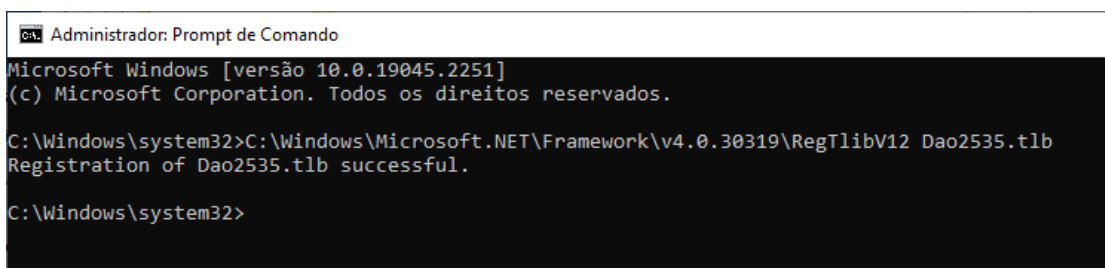 Administrador: Prompt de Comando
Microsoft Windows [versão 10.0.19045.2251]
(c) Microsoft Corporation. Todos os direitos reservados.
C:\Windows\system32>C:\Windows\Microsoft.NET\Framework\v4.0.30319\RegTlibV12 Dao2535.tlb
Registration of Dao2535.tlb successful.
C:\Windows\system32>